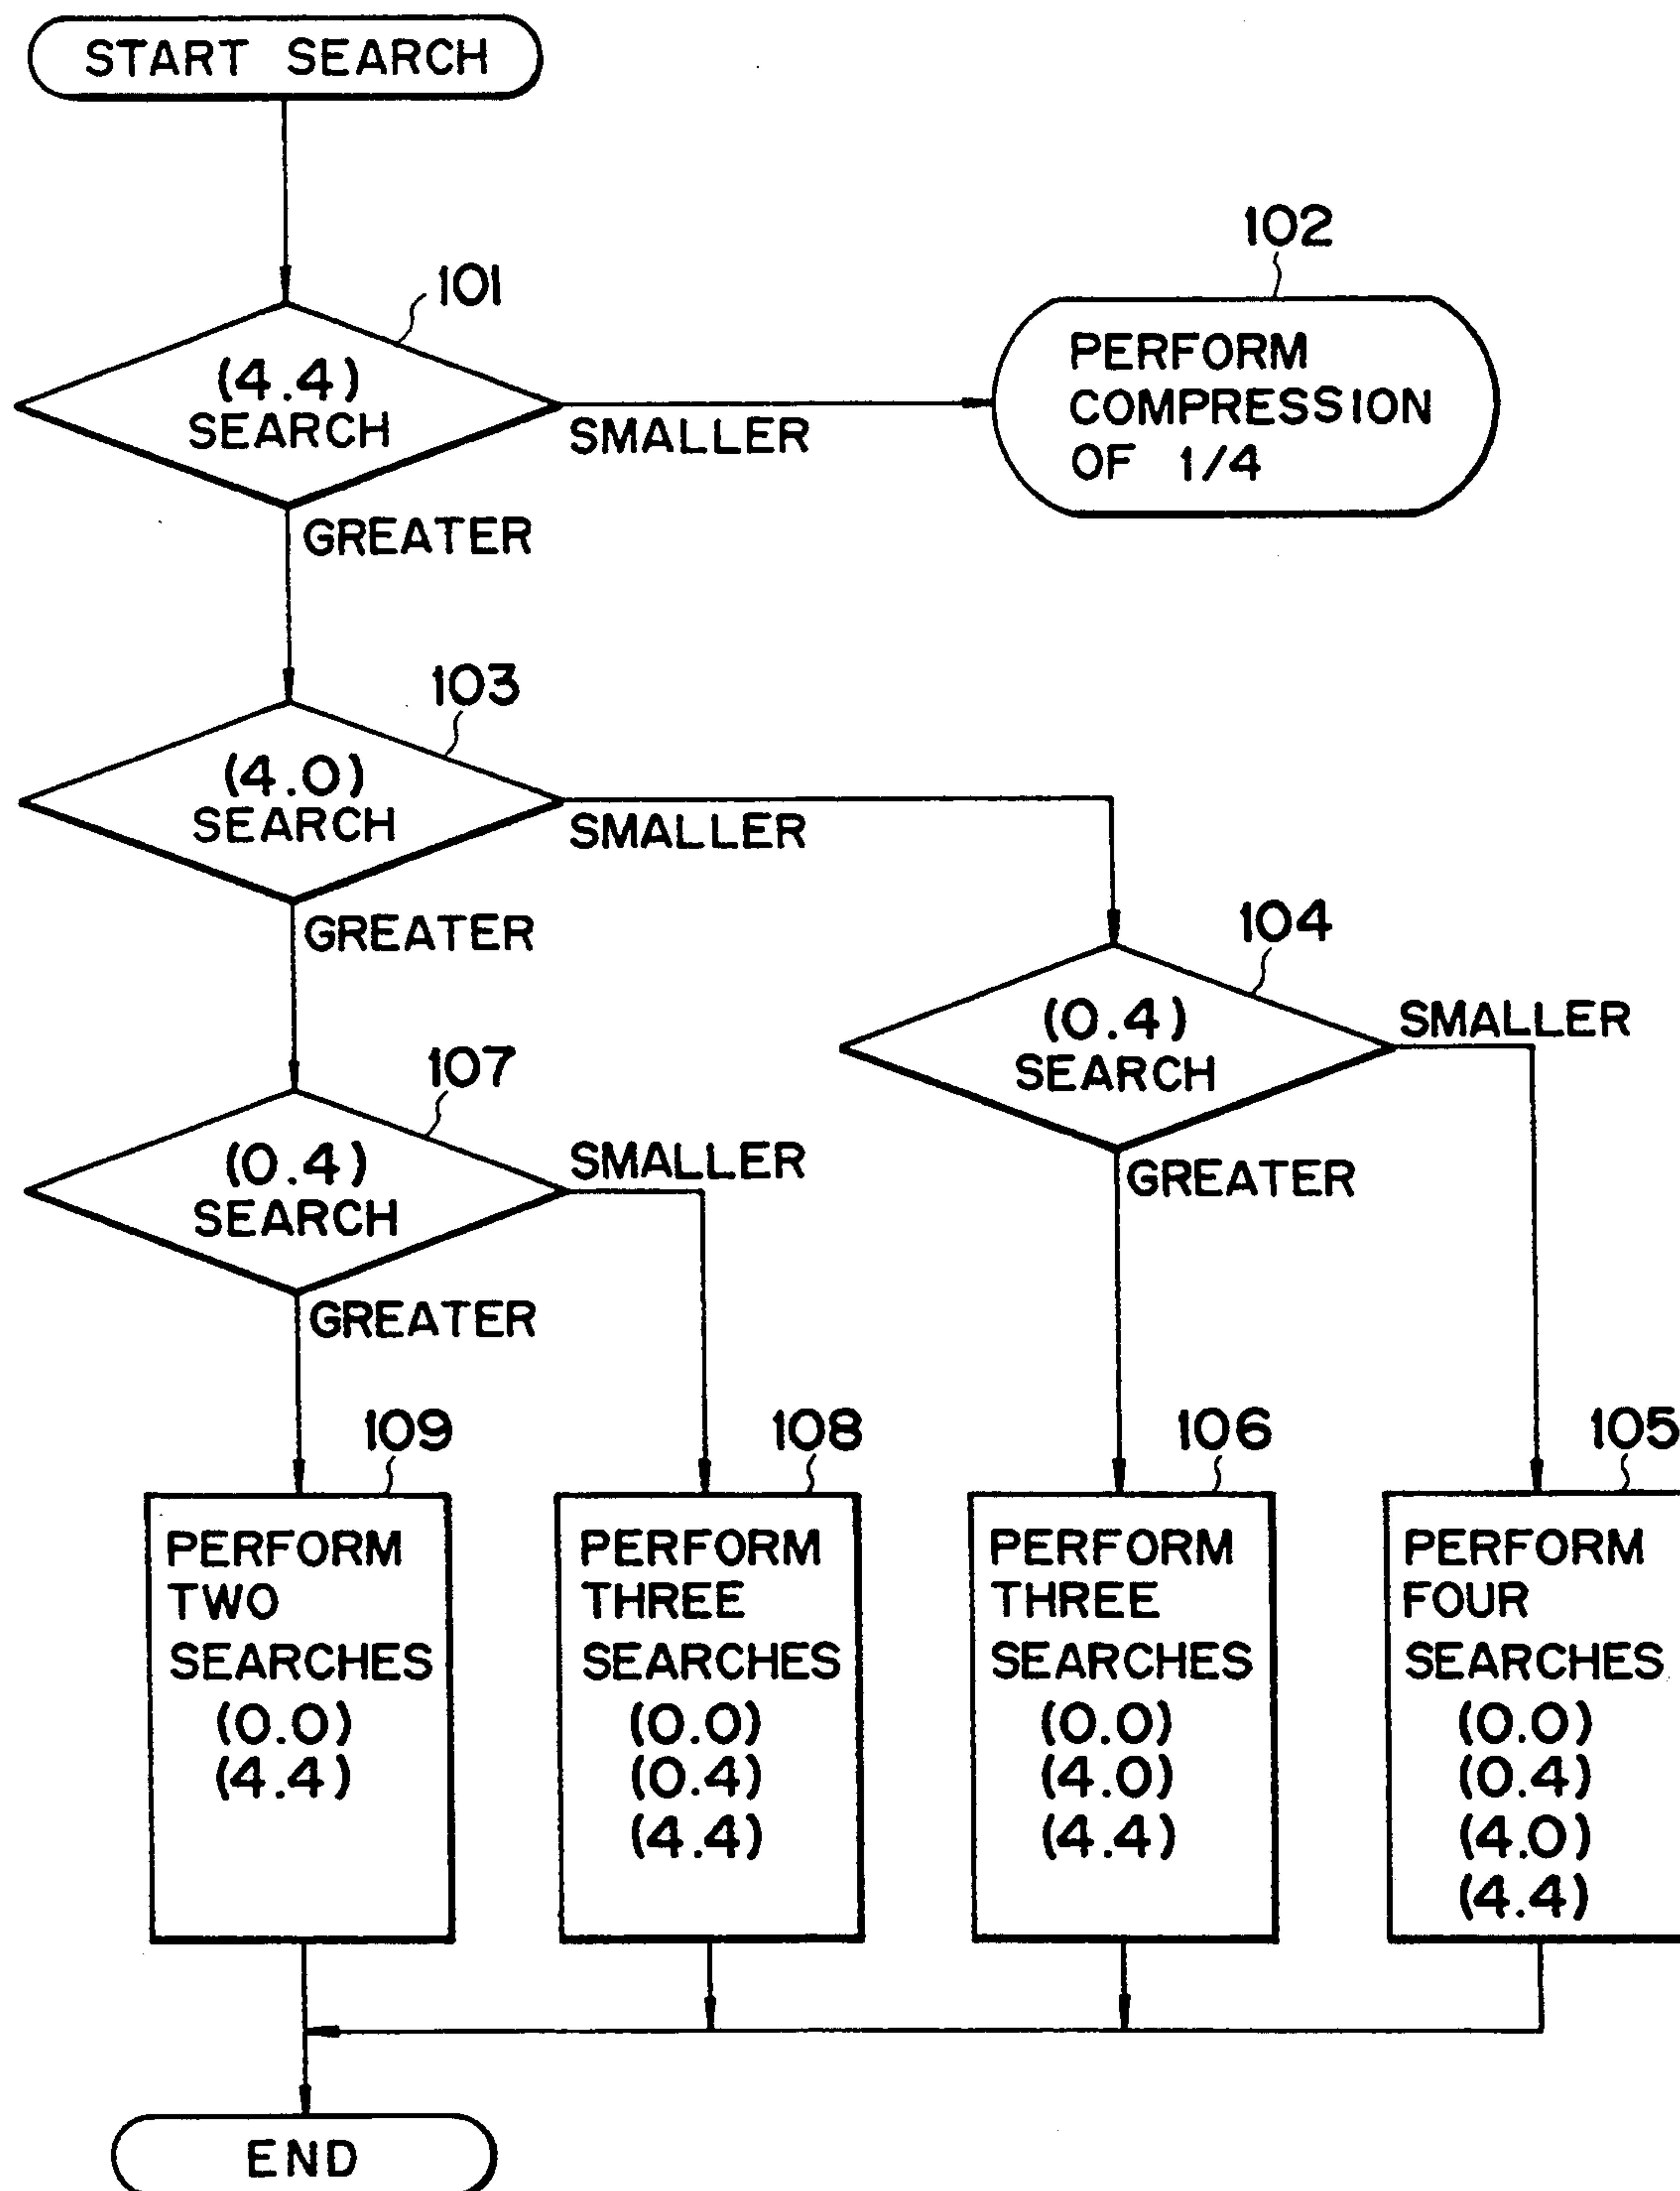 START SEARCH
102
101
(4.4)
SEARCH
SMALLER
PERFORM
COMPRESSION
OF 1/4
GREATER
103
(4.0)
SEARCH
SMALLER
GREATER
104
(0.4)
SEARCH
SMALLER
GREATER
107
(0.4)
SEARCH
SMALLER
GREATER
109
PERFORM
TWO
SEARCHES
(0.0)
(4.4)
108
PERFORM
THREE
SEARCHES
(0.0)
(0.4)
(4.4)
106
PERFORM
THREE
SEARCHES
(0.0)
(4.0)
(4.4)
105
PERFORM
FOUR
SEARCHES
(0.0)
(0.4)
(4.0)
(4.4)
END